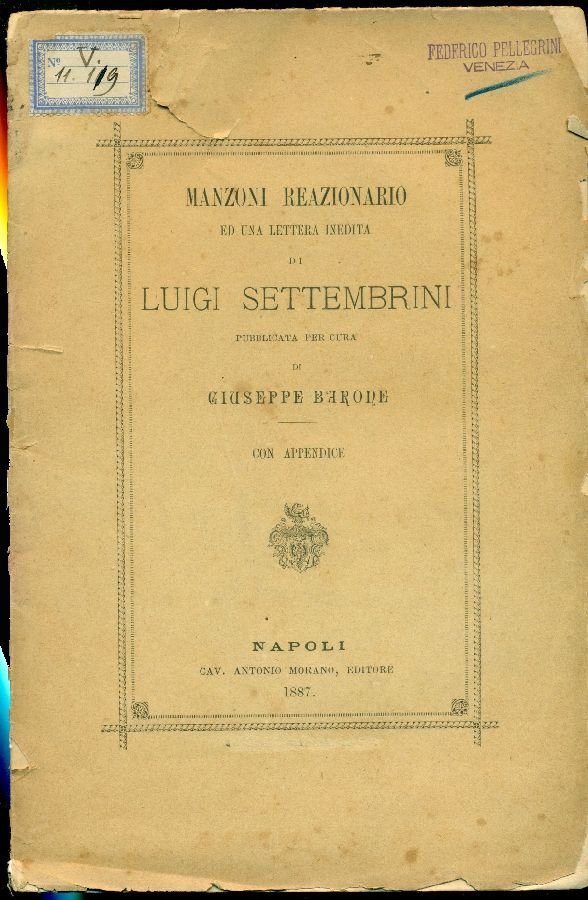 Nº V.
11. 119
FEDERICO PELLEGRINI
VENEZIA
MANZONI REAZIONARIO
ED UNA LETTERA INEDITA
DI
LUIGI SETTEMBRINI
PUBBLICATA PER CURA
DI
GIUSEPPE BARONE
CON APPENDICE
NAPOLI
CAV. ANTONIO MORANO, EDITORE
1887.